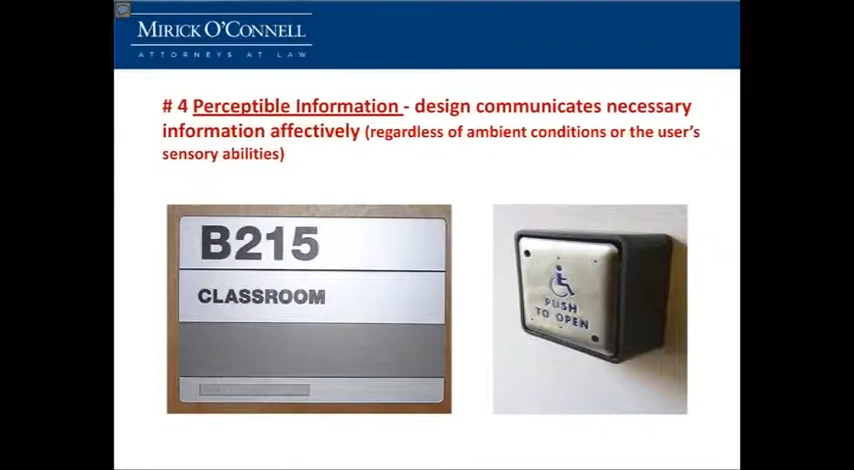 MIRICK O'CONNELL
ATTORNEYS AT LAW
# 4 Perceptible Information - design communicates necessary
information affectively (regardless of ambient conditions or the user's
sensory abilities)
B215
CLASSROOM
PUSH
TO OPEN